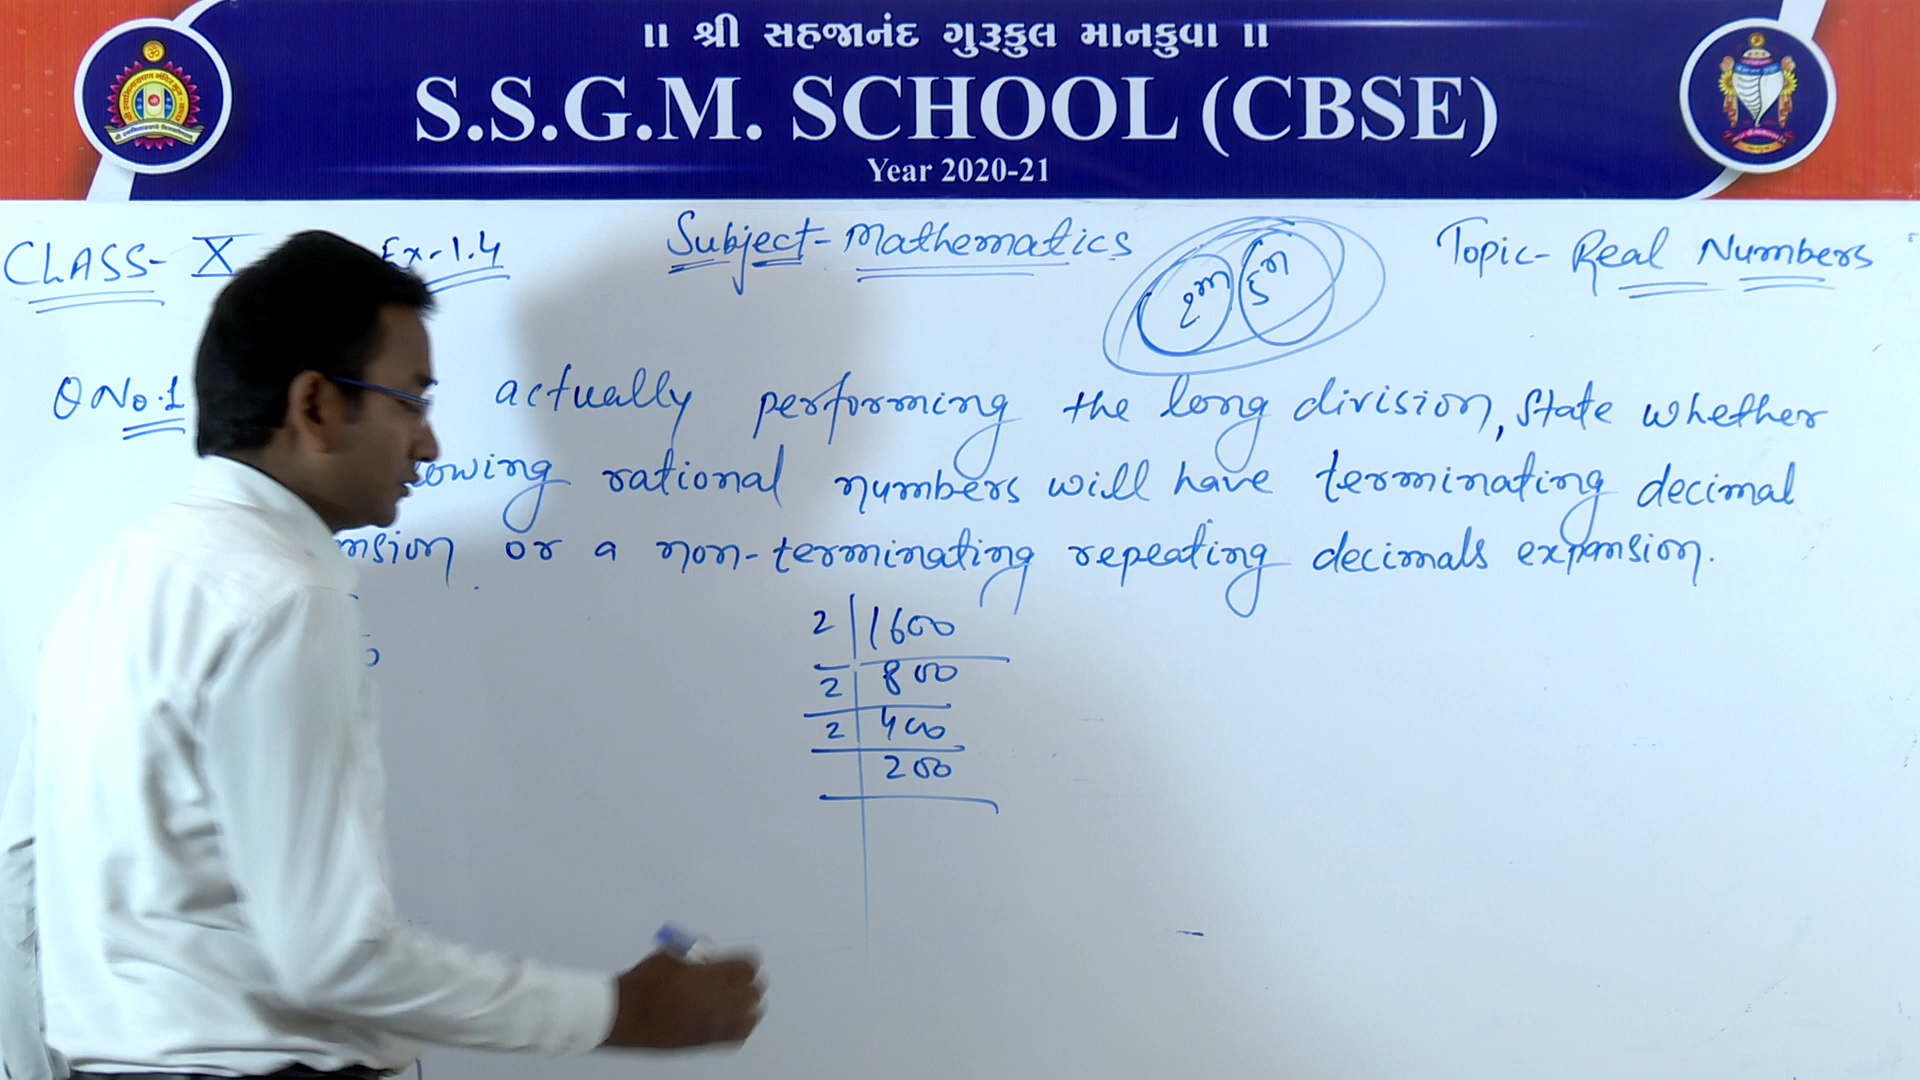 ॥ શ્રી સહજાનંદ ગુરૂકુલ માનકુવા ॥
S.S.G.M. SCHOOL (CBSE)
Year 2020-21
CLASS- X Ex-1.4 Subject- Mathematics 2^m 5^n Topic- Real Numbers
Q No.1 actually performing the long division, State whether
owing rational numbers will have terminating decimal
nsion or a non-terminating repeating decimals expansion.
2 | 1600
2 | 800
2 | 400
200